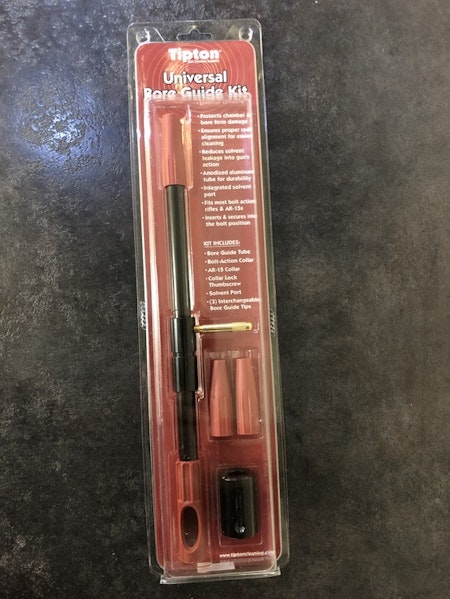 Tipton
Universal
Bore Guide Kit
• Protects chamber &
bore from damage
• Ensures proper rod
alignment for easier
cleaning
• Reduces solvent
leakage into gun's
action
• Anodized aluminum
tube for durability
• Integrated solvent
port
• Fits most bolt action
rifles & AR-15s
• Inserts & secures into
the bolt position
KIT INCLUDES:
• Bore Guide Tube
• Bolt-Action Collar
• AR-15 Collar
• Collar Lock
Thumbscrew
• Solvent Port
• (3) Interchangeable
Bore Guide Tips
www.tiptoncleaning.com